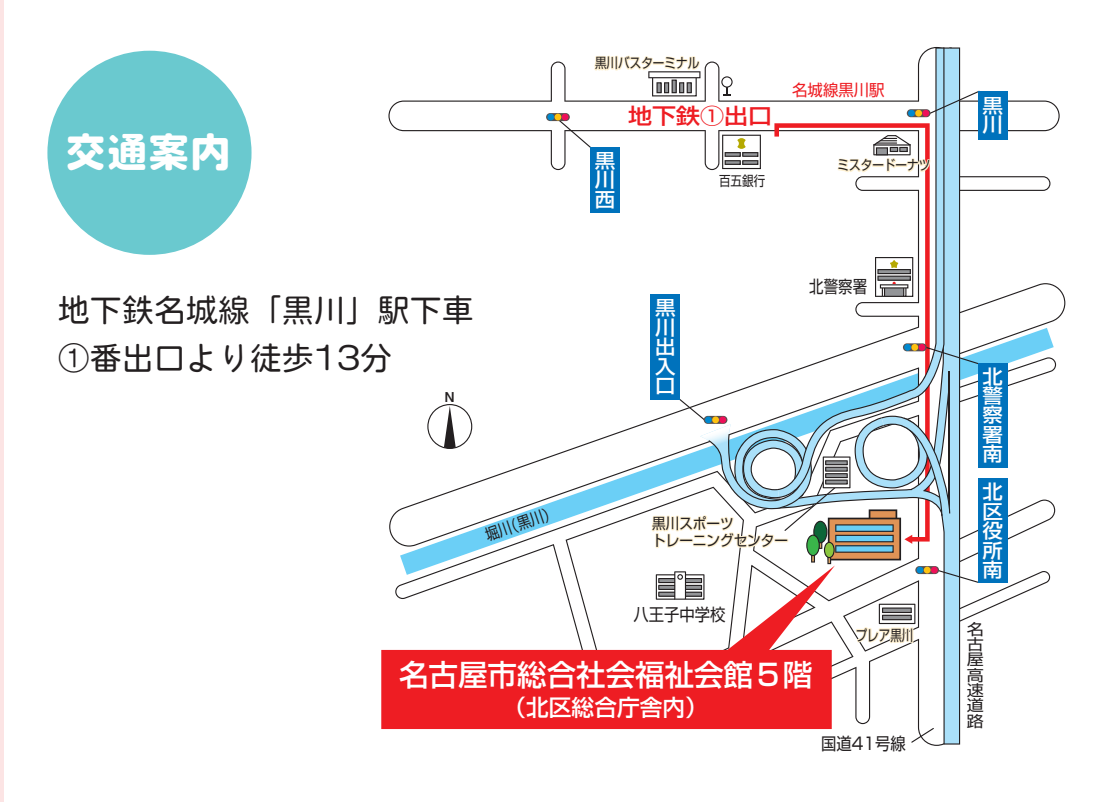 交通案内
地下鉄名城線「黒川」駅下車
①番出口より徒歩13分
黒川バスターミナル
名城線黒川駅
地下鉄①出口
黒川
黒川西
百五銀行
ミスタードーナツ
北警察署
黒川出入口
北警察署南
N
堀川(黒川)
黒川スポーツ
トレーニングセンター
北区役所南
八王子中学校
プレア黒川
名古屋市総合社会福祉会館5階
(北区総合庁舎内)
名古屋高速道路
国道41号線